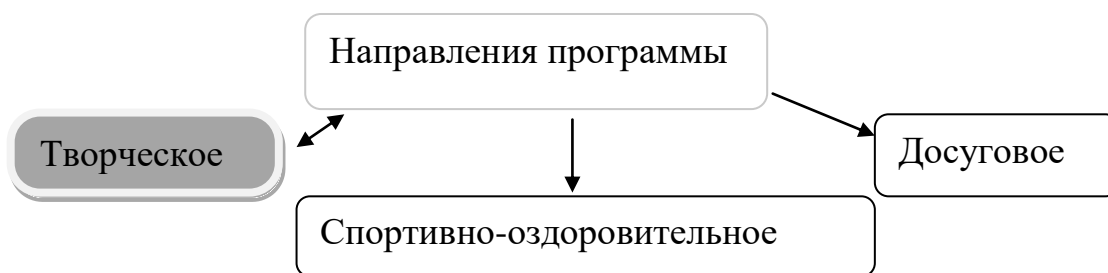 Направления программы
Творческое
Досуговое
Спортивно-оздоровительное